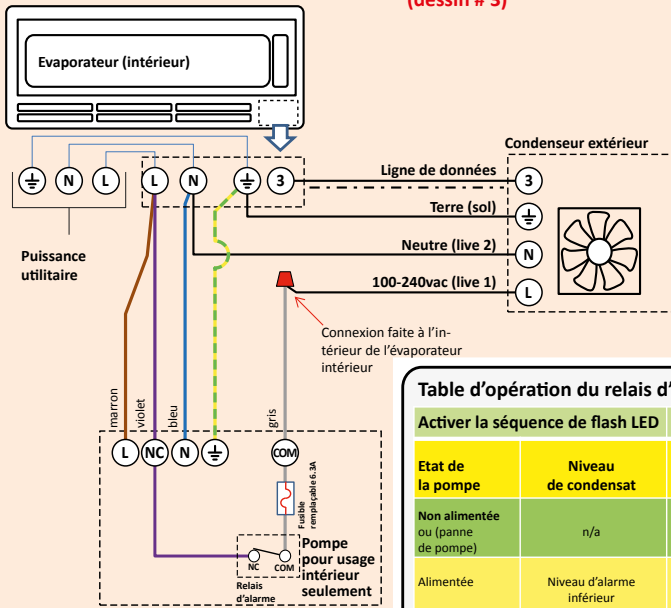 (dessin # 3)
Evaporateur (intérieur)
Condenseur extérieur
N
L
L
N
3
Ligne de données
3
Terre (sol)
Neutre (live 2)
N
100-240vac (live 1)
L
Puissance
utilitaire
Connexion faite à l'in-
térieur de l'évaporateur
intérieur
marron
violet
bleu
gris
L
NC
N
COM
Fusible
remplaçable 6.3A
NC
COM
Relais
d'alarme
Pompe
pour usage
intérieur
seulement
Table d'opération du relais d'
Activer la séquence de flash LED
Etat de
la pompe
Niveau
de condensat
Non alimentée
ou (panne
de pompe)
n/a
Alimentée
Niveau d'alarme
inférieur